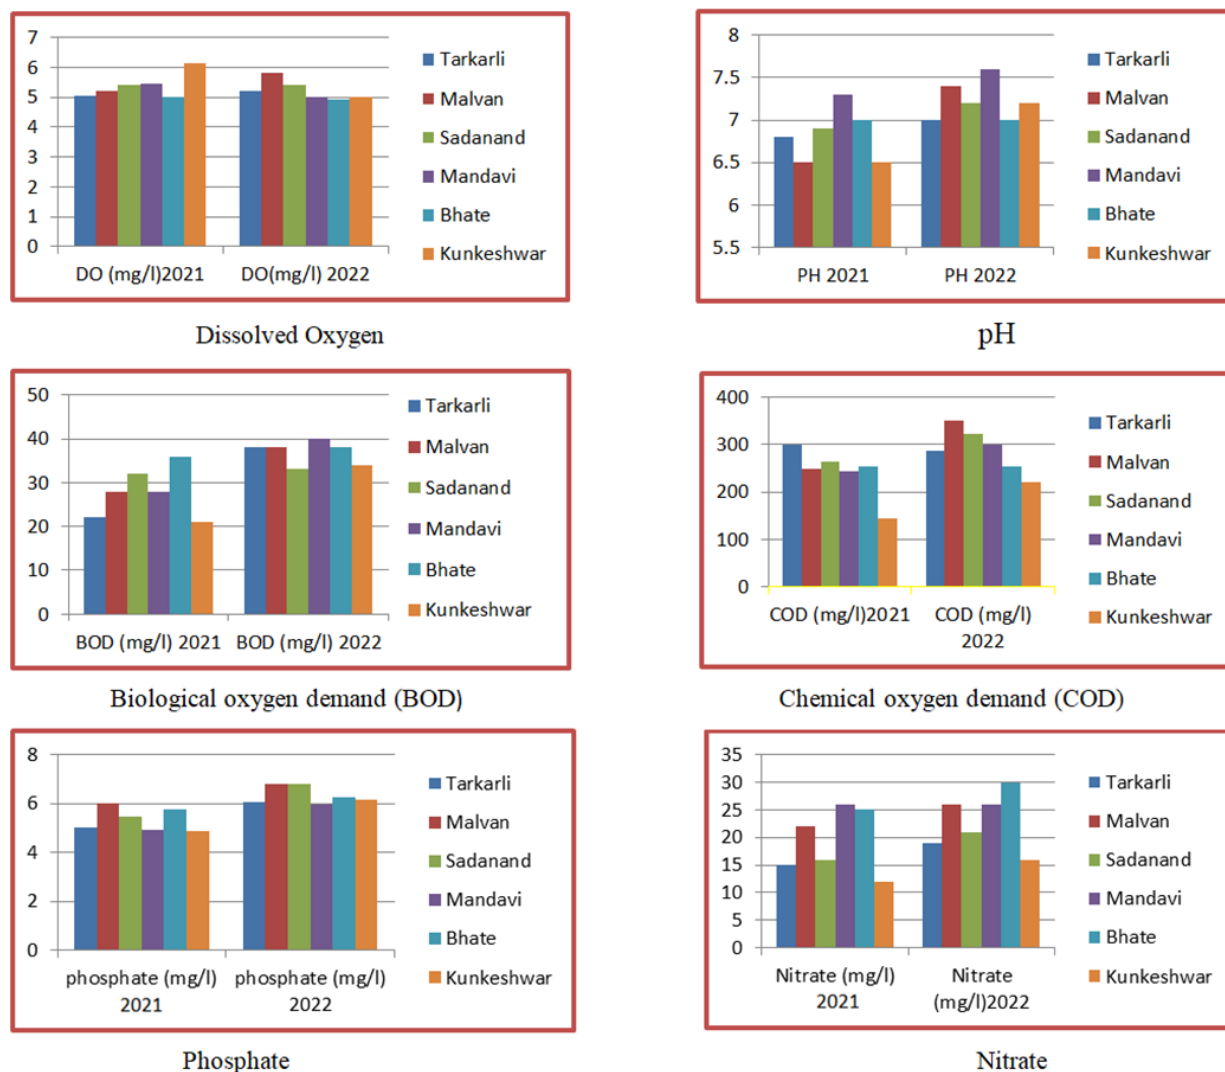 7
6
5
4
3
2
1
0
DO (mg/l)2021
DO(mg/l) 2022
Tarkarli
Malvan
Sadanand
Mandavi
Bhate
Kunkeshwar
Dissolved Oxygen
8
7.5
7
6.5
6
5.5
PH 2021
PH 2022
Tarkarli
Malvan
Sadanand
Mandavi
Bhate
Kunkeshwar
pH
50
40
30
20
10
0
BOD (mg/l) 2021
BOD (mg/l) 2022
Tarkarli
Malvan
Sadanand
Mandavi
Bhate
Kunkeshwar
Biological oxygen demand (BOD)
400
300
200
100
0
COD (mg/l)2021
COD (mg/l)
2022
Tarkarli
Malvan
Sadanand
Mandavi
Bhate
Kunkeshwar
Chemical oxygen demand (COD)
8
6
4
2
0
phosphate (mg/l)
2021
phosphate (mg/l)
2022
Tarkarli
Malvan
Sadanand
Mandavi
Bhate
Kunkeshwar
Phosphate
35
30
25
20
15
10
5
0
Nitrate (mg/l)
2021
Nitrate
(mg/l)2022
Tarkarli
Malvan
Sadanand
Mandavi
Bhate
Kunkeshwar
Nitrate